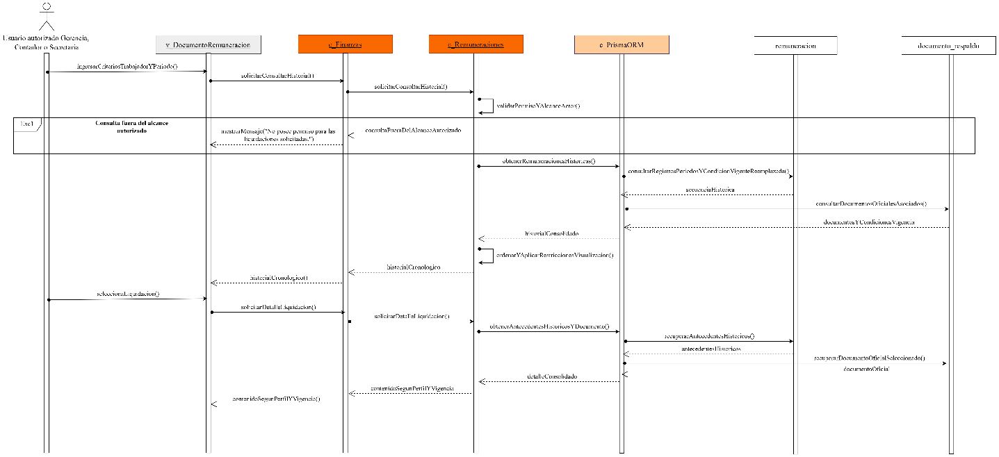 Usuario autorizado Gerencia,
Contador o Secretaria
v_DocumentoRemuneracion
c_Finanzas
c_Remuneraciones
c_PrismaORM
remuneracion
documento_respaldo
ingresarCriteriosTrabajadorYPeriodo()
solicitarConsultarHistorial()
solicitarConsultarHistorial()
validarPermisoYAlcanceActor()
Exc1
Consulta fuera del alcance
autorizado
consultaFueraDelAlcanceAutorizado
mostrarMensaje("No posee permiso para las
liquidaciones solicitadas.")
obtenerRemuneracionesHistoricas()
consultarRegistrosPeriodosYCondicionVigenteReemplazada()
secuenciaHistorica
consultarDocumentosOficialesAsociados()
documentosYCondicionesVigencia
historialConsolidado
ordenarYAplicarRestriccionesVisualizacion()
historialCronologico
historialCronologico()
seleccionaLiquidacion()
solicitarDetalleLiquidacion()
solicitarDetalleLiquidacion()
obtenerAntecedentesHistoricosYDocumento()
recuperarAntecedentesHistoricos()
antecedentesHistoricos
recuperarDocumentoOficialSeleccionado()
documentoOficial
detalleConsolidado
contenidoSegunPerfilYVigencia
contenidoSegunPerfilYVigencia()